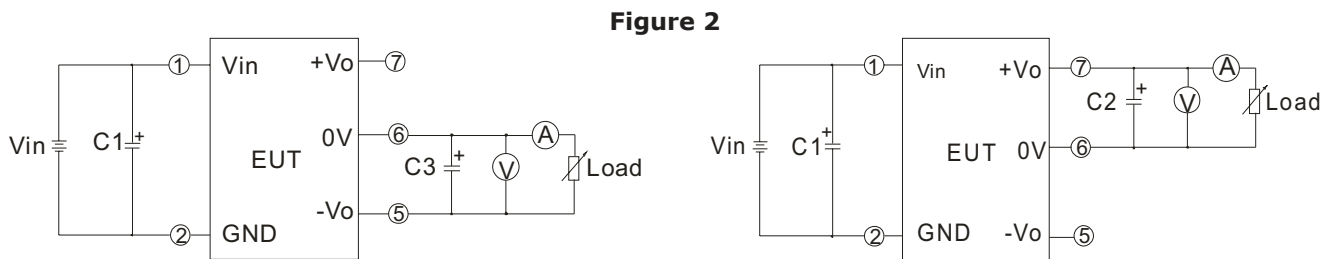 Figure 2
1 Vin +Vo 7
Vin C1 + EUT 0V 6 C3 + V A Load
2 GND -Vo 5
1 Vin +Vo 7 C2 + V A Load
Vin C1 + EUT 0V 6
2 GND -Vo 5